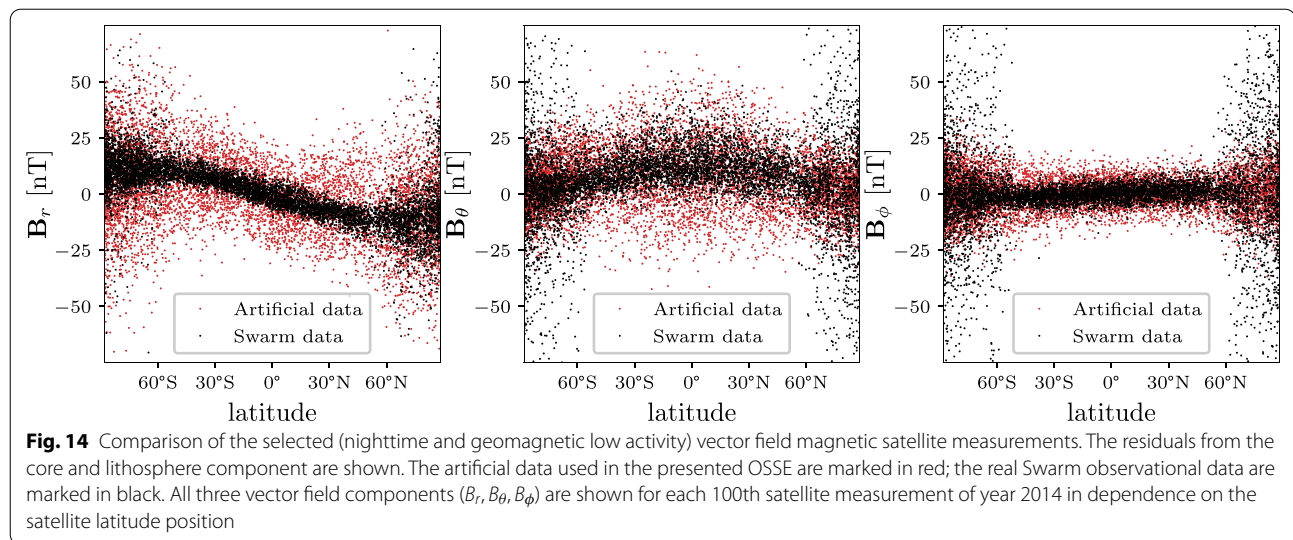 50
25
0
−25
−50
B_r [nT]
Artificial data
Swarm data
60°S 30°S 0° 30°N 60°N
latitude
50
25
0
−25
−50
B_θ [nT]
Artificial data
Swarm data
60°S 30°S 0° 30°N 60°N
latitude
50
25
0
−25
−50
B_ϕ [nT]
Artificial data
Swarm data
60°S 30°S 0° 30°N 60°N
latitude
Fig. 14 Comparison of the selected (nighttime and geomagnetic low activity) vector field magnetic satellite measurements. The residuals from the
core and lithosphere component are shown. The artificial data used in the presented OSSE are marked in red; the real Swarm observational data are
marked in black. All three vector field components (B_r, B_θ, B_ϕ) are shown for each 100th satellite measurement of year 2014 in dependence on the
satellite latitude position